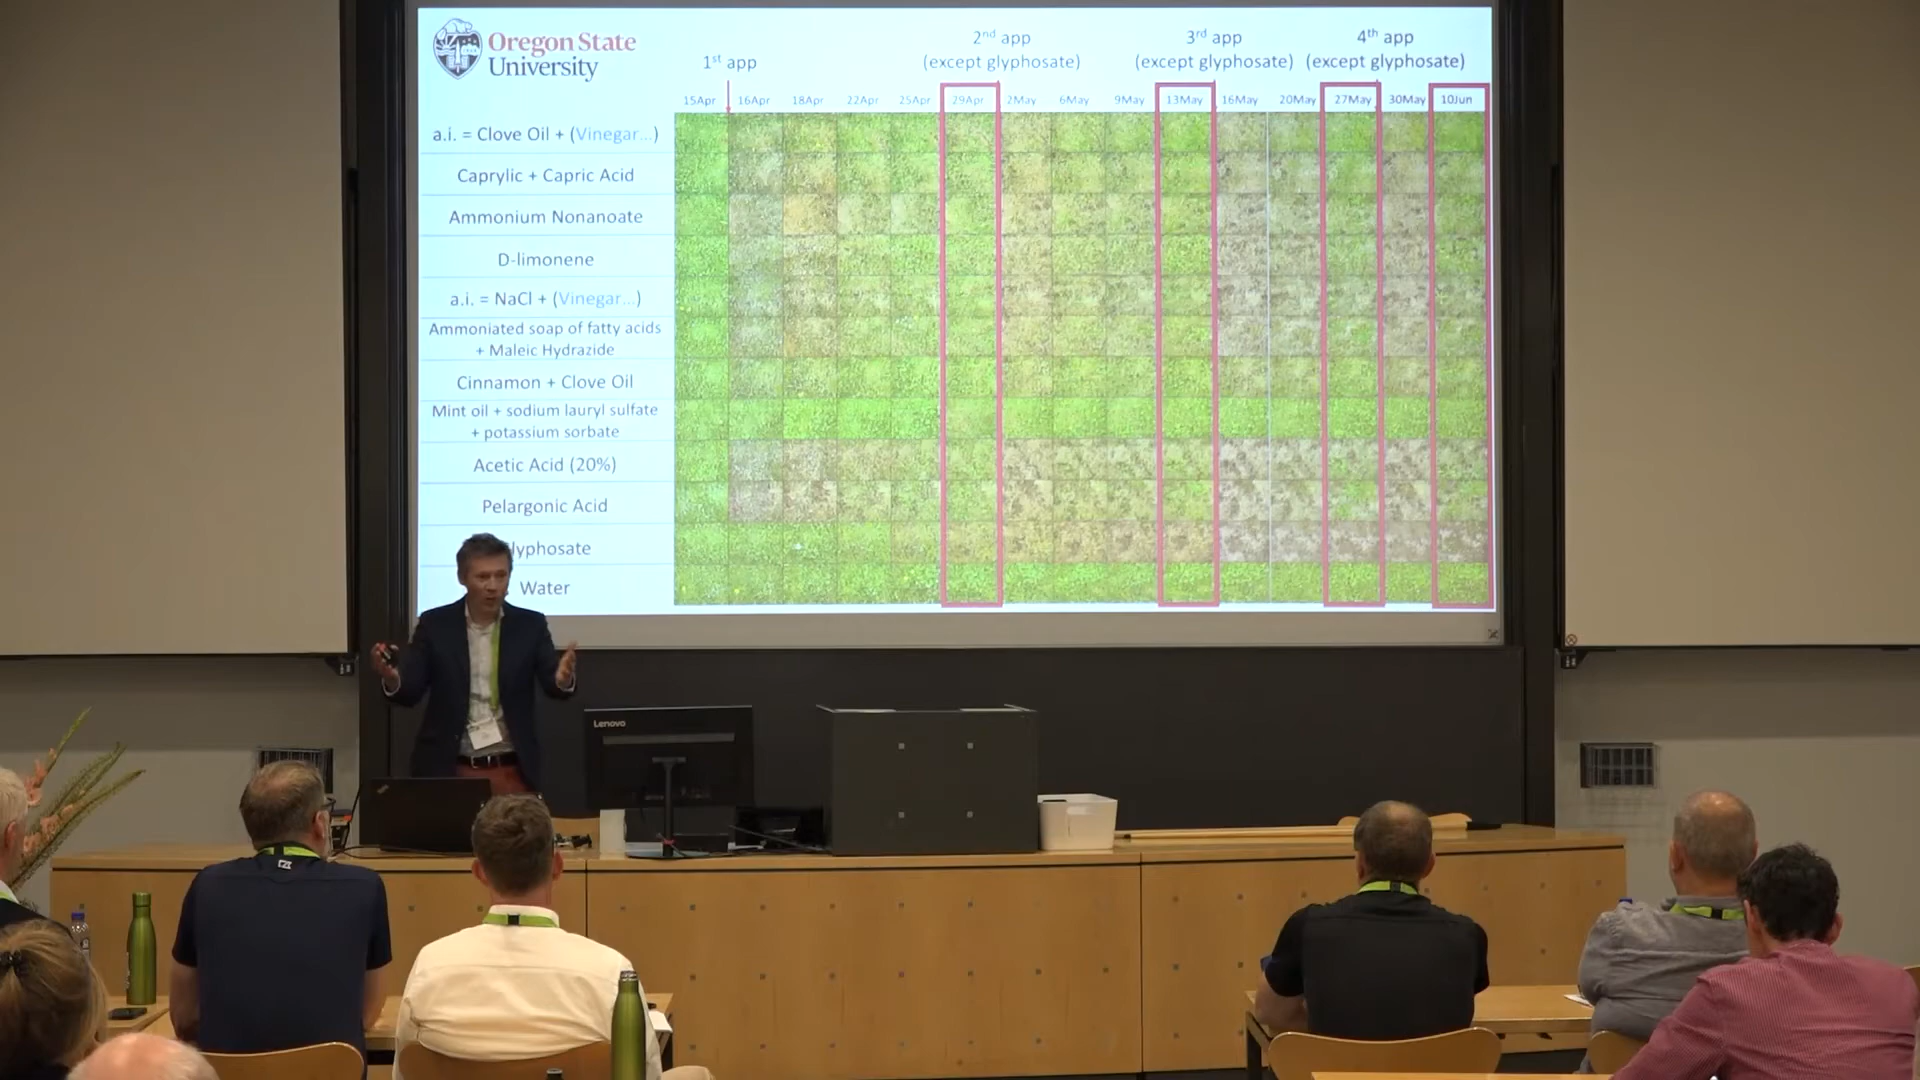 Oregon State
University
1st app
2nd app
(except glyphosate)
3rd app
(except glyphosate)
4th app
(except glyphosate)
15Apr 16Apr 18Apr 22Apr 25Apr 29Apr 2May 6May 9May 13May 16May 20May 27May 30May 10Jun
a.i. = Clove Oil + (Vinegar...)
Caprylic + Capric Acid
Ammonium Nonanoate
D-limonene
a.i. = NaCl + (Vinegar...)
Ammoniated soap of fatty acids
+ Maleic Hydrazide
Cinnamon + Clove Oil
Mint oil + sodium lauryl sulfate
+ potassium sorbate
Acetic Acid (20%)
Pelargonic Acid
lyphosate
Water
Lenovo